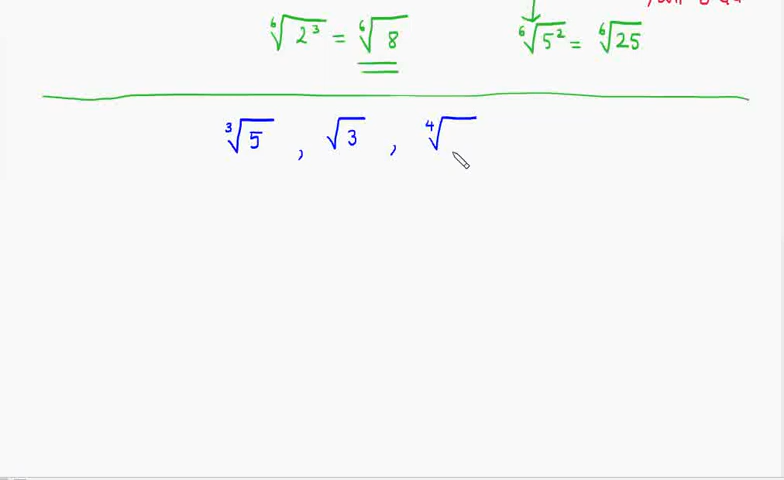 ⁶√2³ = ⁶√8 ⁶√5² = ⁶√25
³√5 , √3 , ⁴√